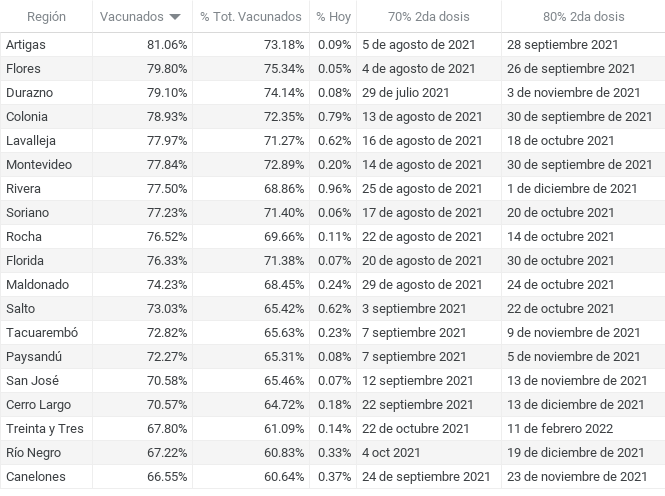 Región Vacunados % Tot. Vacunados % Hoy 70% 2da dosis 80% 2da dosis
Artigas 81.06% 73.18% 0.09% 5 de agosto de 2021 28 septiembre 2021
Flores 79.80% 75.34% 0.05% 4 de agosto de 2021 26 de septiembre 2021
Durazno 79.10% 74.14% 0.08% 29 de julio 2021 3 de noviembre de 2021
Colonia 78.93% 72.35% 0.79% 13 de agosto de 2021 30 de septiembre de 2021
Lavalleja 77.97% 71.27% 0.62% 16 de agosto de 2021 18 de octubre 2021
Montevideo 77.84% 72.89% 0.20% 14 de agosto de 2021 30 de septiembre de 2021
Rivera 77.50% 68.86% 0.96% 25 de agosto de 2021 1 de diciembre de 2021
Soriano 77.23% 71.40% 0.06% 17 de agosto de 2021 20 de octubre 2021
Rocha 76.52% 69.66% 0.11% 22 de agosto de 2021 14 de octubre 2021
Florida 76.33% 71.38% 0.07% 20 de agosto de 2021 30 de octubre 2021
Maldonado 74.23% 68.45% 0.24% 29 de agosto de 2021 24 de octubre 2021
Salto 73.03% 65.42% 0.62% 3 septiembre 2021 22 de octubre 2021
Tacuarembó 72.82% 65.63% 0.23% 7 septiembre 2021 9 de noviembre de 2021
Paysandú 72.27% 65.31% 0.08% 7 septiembre 2021 5 de noviembre de 2021
San José 70.58% 65.46% 0.07% 12 septiembre 2021 13 de noviembre de 2021
Cerro Largo 70.57% 64.72% 0.18% 22 septiembre 2021 13 de diciembre de 2021
Treinta y Tres 67.80% 61.09% 0.14% 22 de octubre 2021 11 de febrero 2022
Río Negro 67.22% 60.83% 0.33% 4 oct 2021 19 de diciembre de 2021
Canelones 66.55% 60.64% 0.37% 24 de septiembre 2021 23 de noviembre de 2021